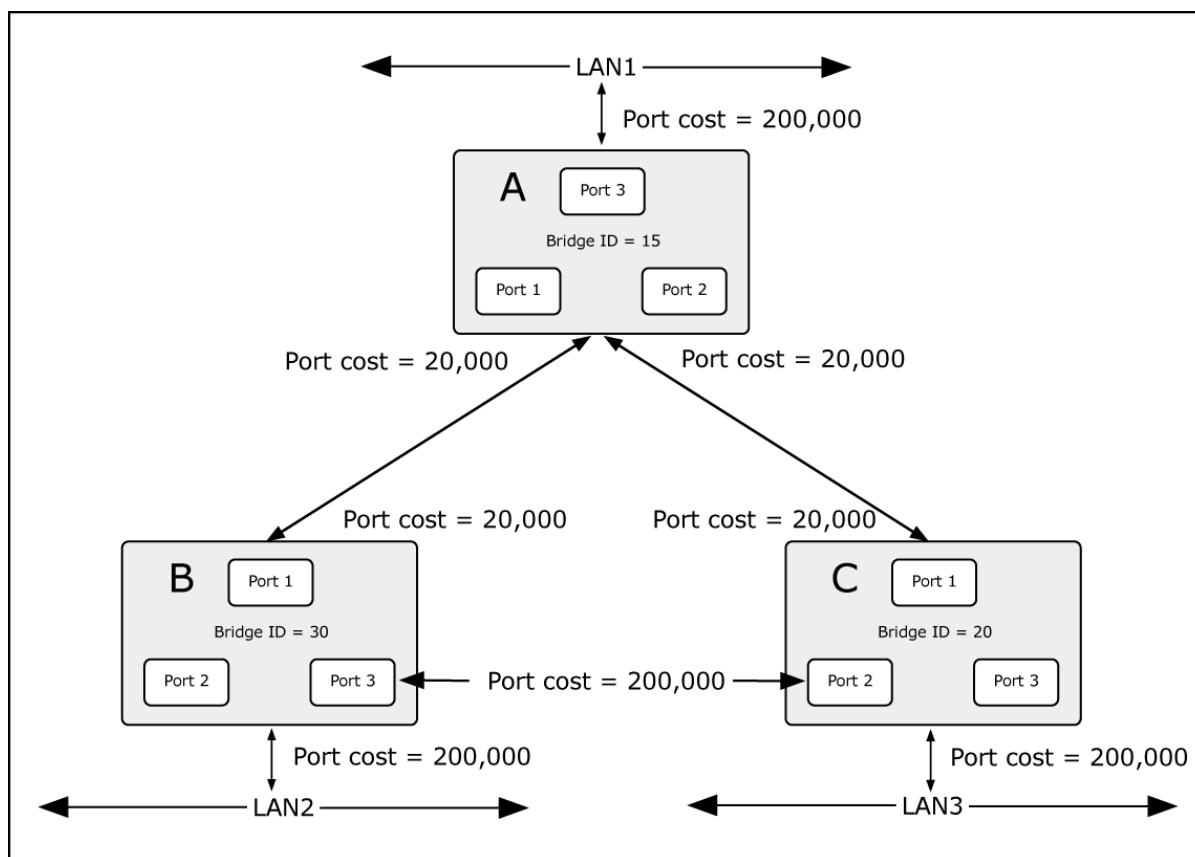 LAN1
Port cost = 200,000
A
Port 3
Bridge ID = 15
Port 1
Port 2
Port cost = 20,000
Port cost = 20,000
Port cost = 20,000
Port cost = 20,000
B
Port 1
Bridge ID = 30
Port 2
Port 3
Port cost = 200,000
C
Port 1
Bridge ID = 20
Port 2
Port 3
Port cost = 200,000
LAN2
Port cost = 200,000
LAN3